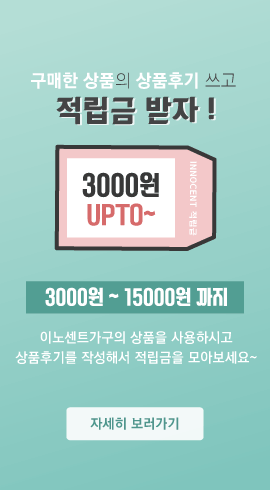 구매한 상품의 상품후기 쓰고
적립금 받자 !
3000원
UPTO~
INNOCENT 적립금
3000원 ~ 15000원 까지
이노센트가구의 상품을 사용하시고
상품후기를 작성해서 적립금을 모아보세요~
자세히 보러가기